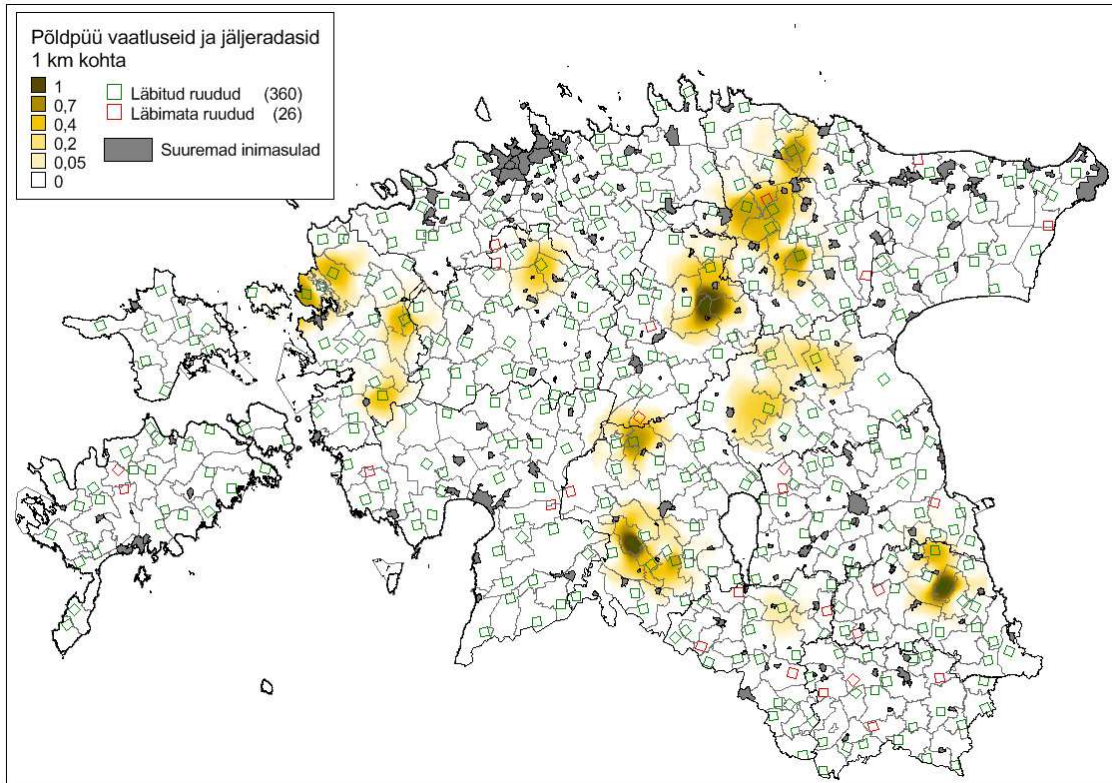 Põldpüü vaatluseid ja jäljeradasid
1 km kohta
1
0,7
0,4
0,2
0,05
0
Läbitud ruudud (360)
Läbimata ruudud (26)
Suuremad inimasulad